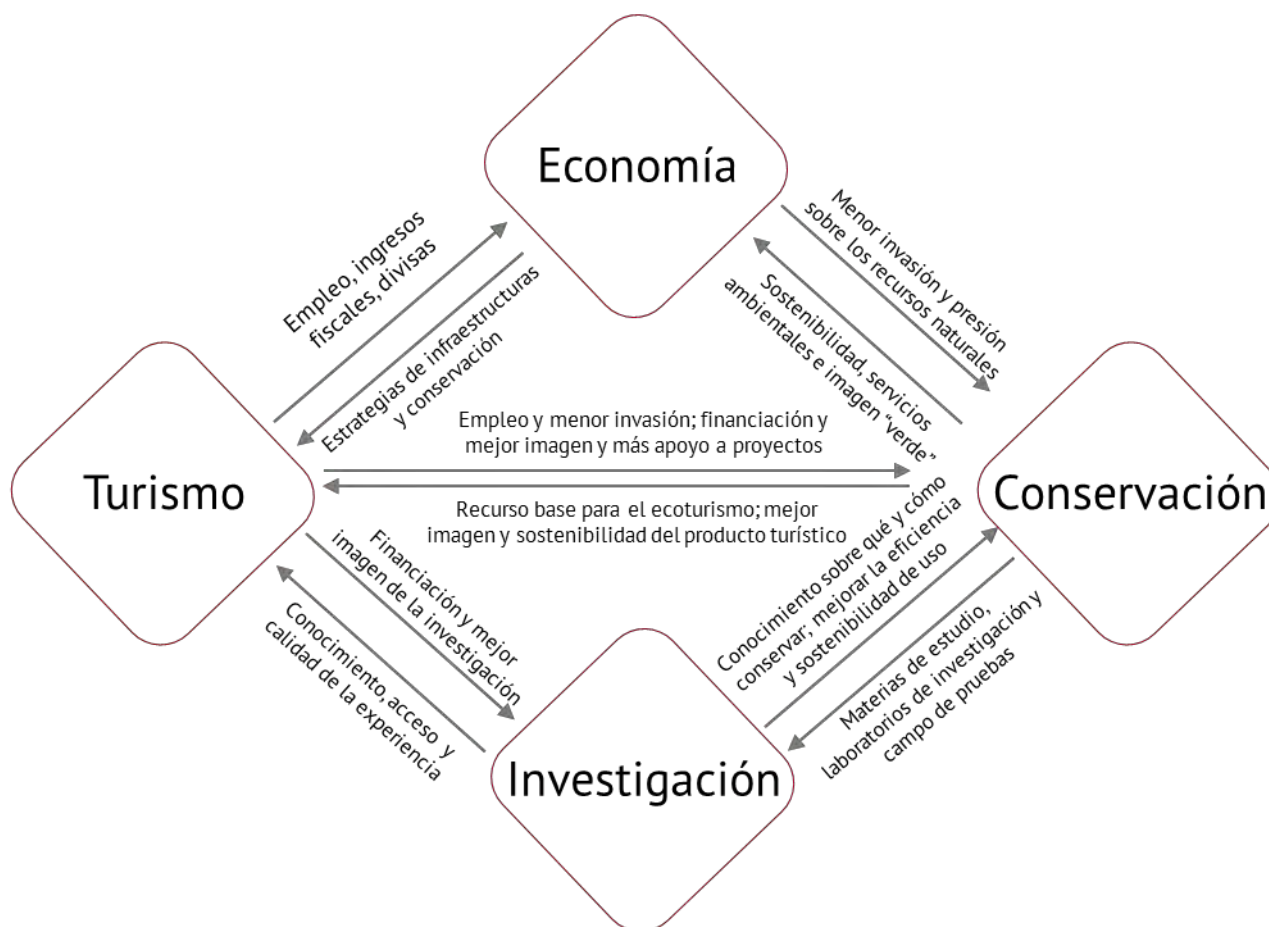 Economía
Empleo, ingresos
fiscales, divisas
Estrategias de infraestructuras
y conservación
Menor invasión y presión
sobre los recursos naturales
Sostenibilidad, servicios
ambientales e imagen “verde”
Turismo
Empleo y menor invasión; financiación y
mejor imagen y más apoyo a proyectos
Recurso base para el ecoturismo; mejor
imagen y sostenibilidad del producto turístico
Conservación
Financiación y mejor
imagen de la investigación
Conocimiento, acceso y
calidad de la experiencia
Conocimiento sobre qué y cómo
conservar; mejorar la eficiencia
y sostenibilidad de uso
Materias de estudio,
laboratorios de investigación y
campo de pruebas
Investigación